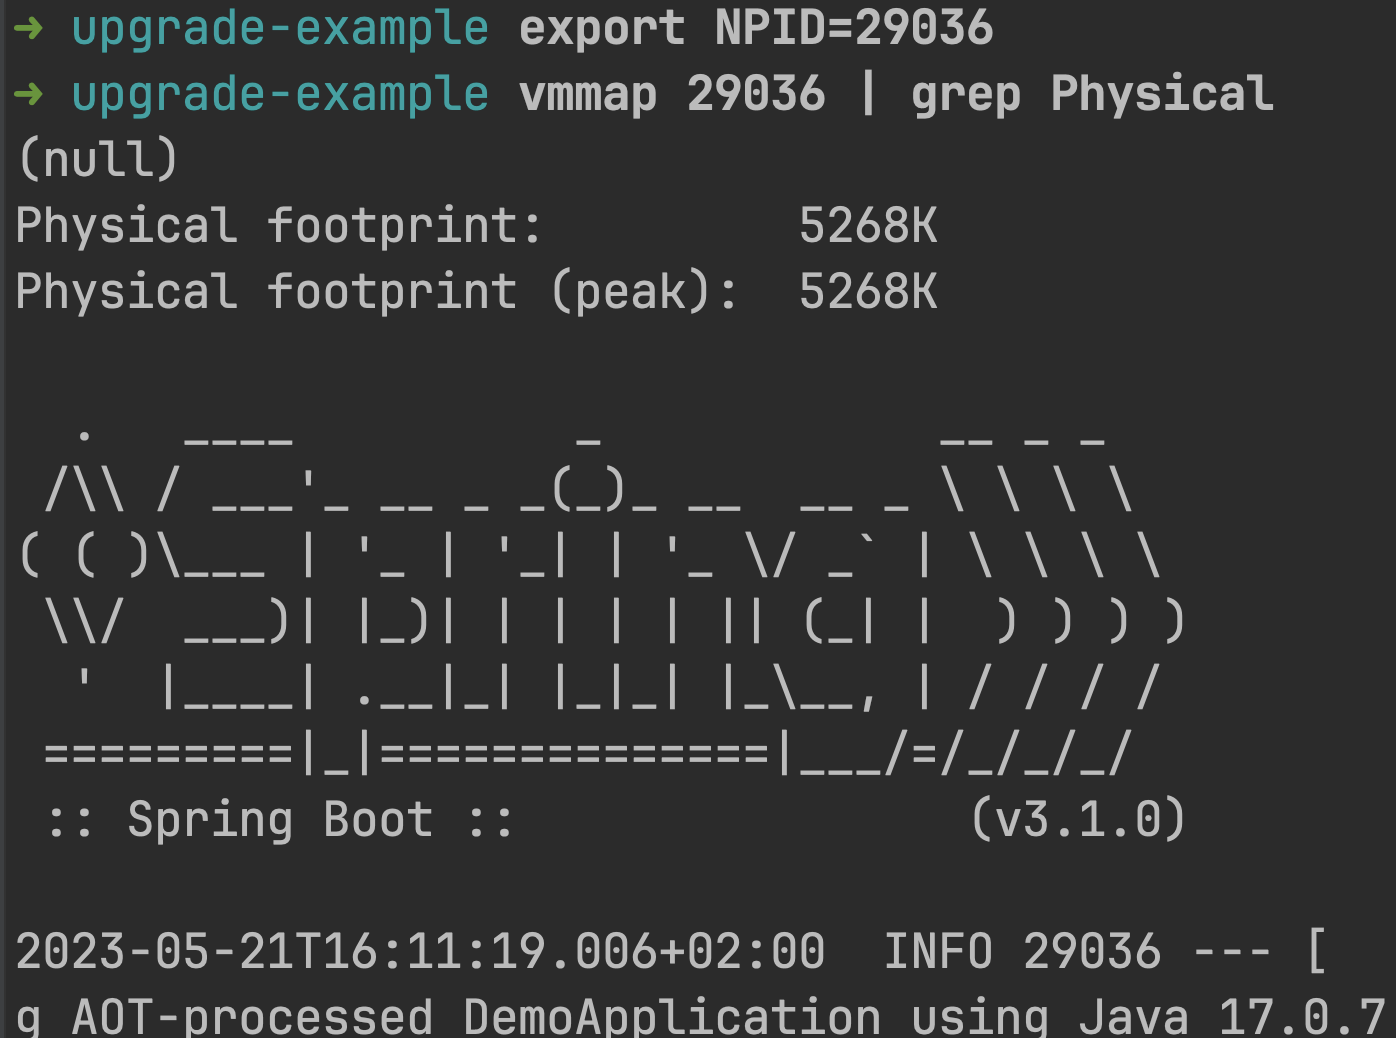 ➜ upgrade-example export NPID=29036
➜ upgrade-example vmmap 29036 | grep Physical
(null)
Physical footprint:         5268K
Physical footprint (peak):  5268K

  .   ____          _            __ _ _
 /\\ / ___'_ __ _ _(_)_ __  __ _ \ \ \ \
( ( )\___ | '_ | '_| | '_ \/ _` | \ \ \ \
 \\/  ___)| |_)| | | | | || (_| |  ) ) ) )
  '  |____| .__|_| |_|_| |_\__, | / / / /
 =========|_|==============|___/=/_/_/_/
 :: Spring Boot ::                (v3.1.0)

2023-05-21T16:11:19.006+02:00  INFO 29036 --- [
g AOT-processed DemoApplication using Java 17.0.7